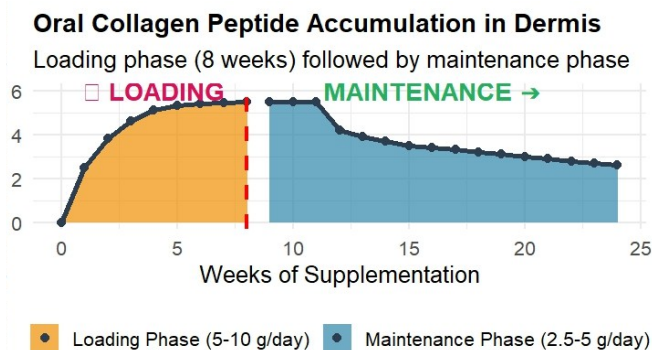 Oral Collagen Peptide Accumulation in Dermis
Loading phase (8 weeks) followed by maintenance phase
□ LOADING MAINTENANCE →
6
4
2
0
0 5 10 15 20 25
Weeks of Supplementation
Loading Phase (5-10 g/day) Maintenance Phase (2.5-5 g/day)